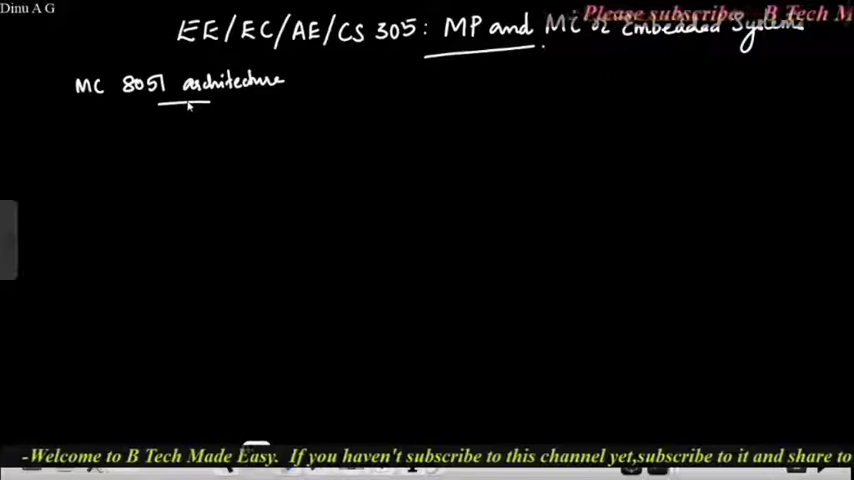 Dinu A G
Please subscribe B Tech M
EE/EC/AE/CS 305: MP and MC & Embedded Systems
MC 8051 architecture
-Welcome to B Tech Made Easy. If you haven't subscribe to this channel yet,subscribe to it and share to